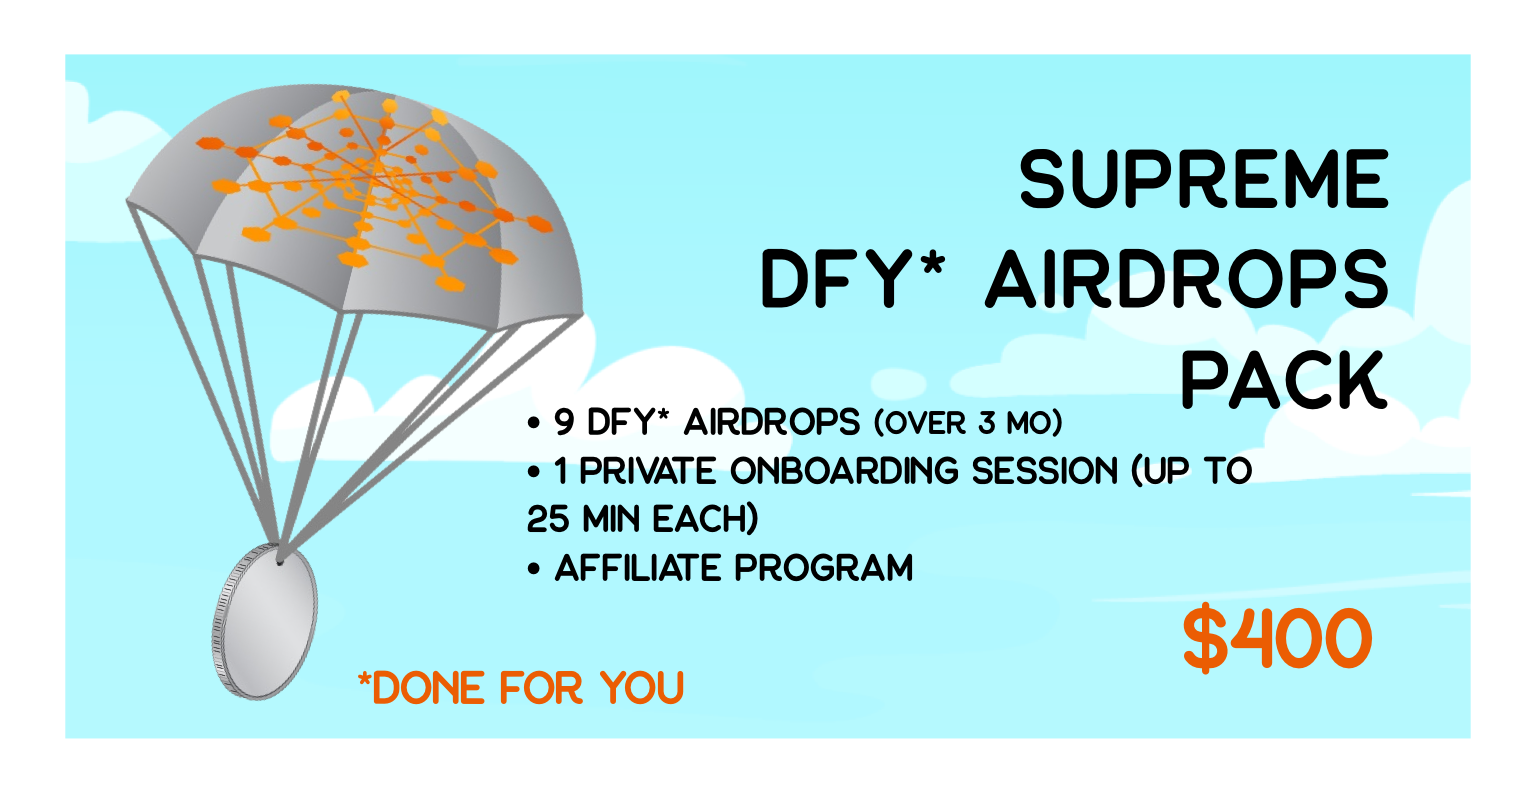 SUPREME
DFY* AIRDROPS
PACK
• 9 DFY* AIRDROPS (OVER 3 MO)
• 1 PRIVATE ONBOARDING SESSION (UP TO
25 MIN EACH)
• AFFILIATE PROGRAM
$400
*DONE FOR YOU